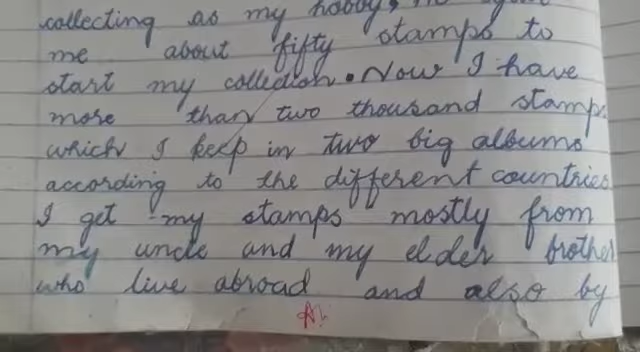 collecting as my hobby, he
me about fifty stamps to
start my collection. Now I have
more than two thousand stamps
which I keep in two big albums
according to the different countries
I get my stamps mostly from
my uncle and my elder brother
who live abroad and also by